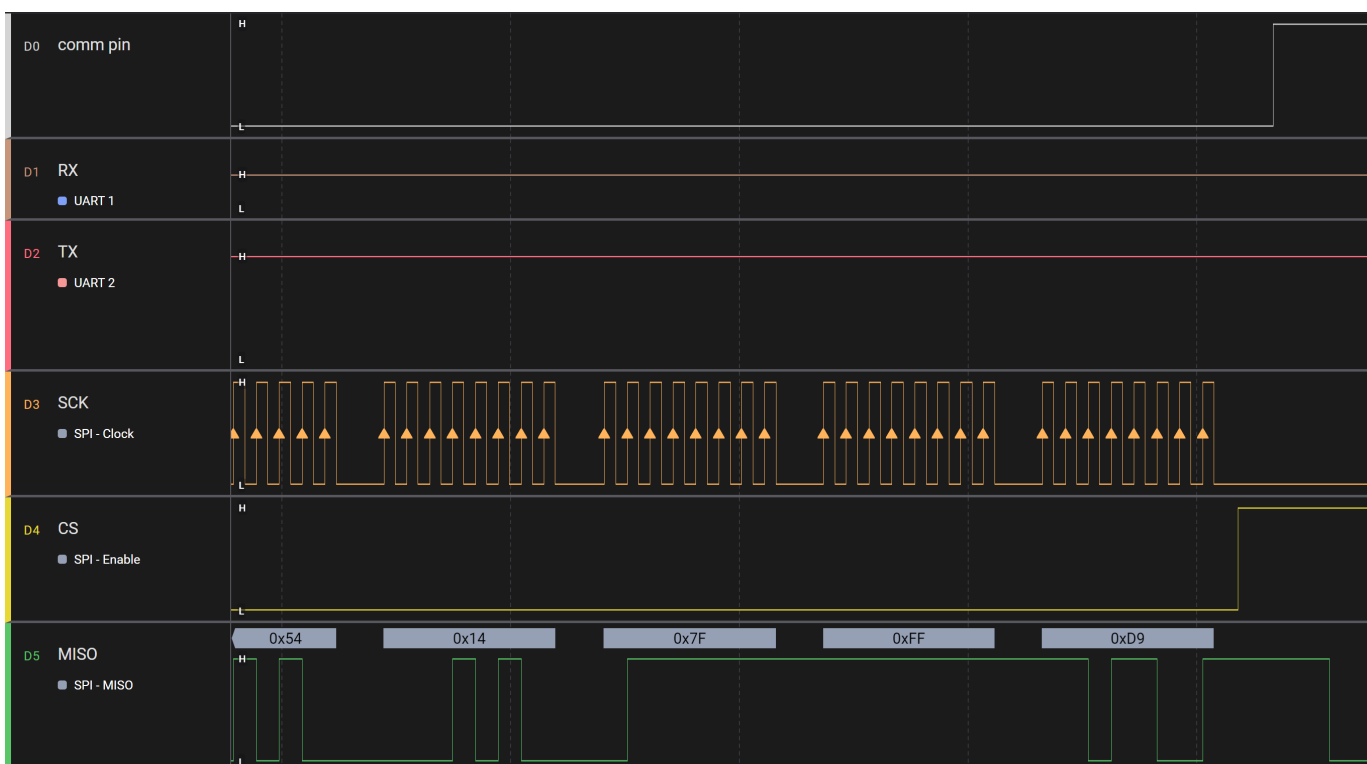 D0 comm pin
H
L
D1 RX
UART 1
H
L
D2 TX
UART 2
H
L
D3 SCK
SPI - Clock
H
L
D4 CS
SPI - Enable
H
L
D5 MISO
SPI - MISO
0x54 0x14 0x7F 0xFF 0xD9
H
L